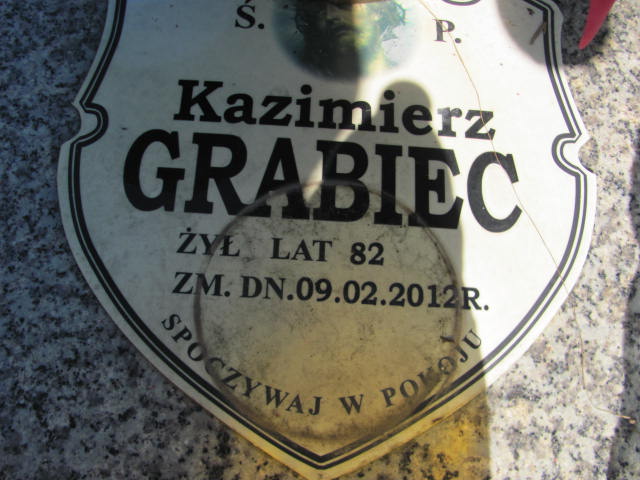 Ś. P.
Kazimierz
GRABIEC
ŻYŁ LAT 82
ZM. DN.09.02.2012R.
SPOCZYWAJ W POKOJU